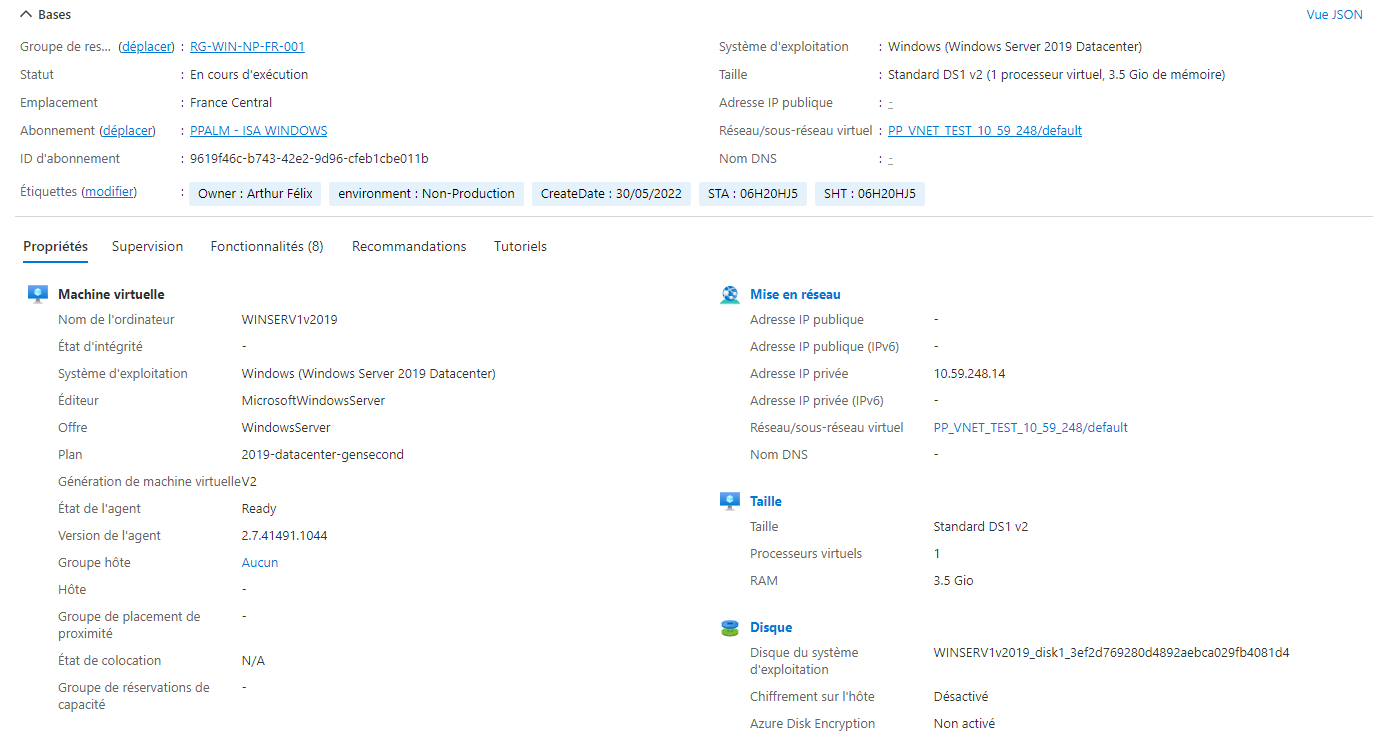 Bases
Vue JSON
Groupe de res... (déplacer) : RG-WIN-NP-FR-001
Statut : En cours d'exécution
Emplacement : France Central
Abonnement (déplacer) : PPALM - ISA WINDOWS
ID d'abonnement : 9619f46c-b743-42e2-9d96-cfeb1cbe011b
Système d'exploitation : Windows (Windows Server 2019 Datacenter)
Taille : Standard DS1 v2 (1 processeur virtuel, 3.5 Gio de mémoire)
Adresse IP publique : -
Réseau/sous-réseau virtuel : PP_VNET_TEST_10_59_248/default
Nom DNS : -
Étiquettes (modifier) : Owner : Arthur Félix environment : Non-Production CreateDate : 30/05/2022 STA : 06H20HJ5 SHT : 06H20HJ5
Propriétés Supervision Fonctionnalités (8) Recommandations Tutoriels
Machine virtuelle
Nom de l'ordinateur WINSERV1v2019
État d'intégrité -
Système d'exploitation Windows (Windows Server 2019 Datacenter)
Éditeur MicrosoftWindowsServer
Offre WindowsServer
Plan 2019-datacenter-gensecond
Génération de machine virtuelle V2
État de l'agent Ready
Version de l'agent 2.7.41491.1044
Groupe hôte Aucun
Hôte -
Groupe de placement de -
proximité
État de colocation N/A
Groupe de réservations de -
capacité
Mise en réseau
Adresse IP publique -
Adresse IP publique (IPv6) -
Adresse IP privée 10.59.248.14
Adresse IP privée (IPv6) -
Réseau/sous-réseau virtuel PP_VNET_TEST_10_59_248/default
Nom DNS -
Taille
Taille Standard DS1 v2
Processeurs virtuels 1
RAM 3.5 Gio
Disque
Disque du système WINSERV1v2019_disk1_3ef2d769280d4892aebca029fb4081d4
d'exploitation
Chiffrement sur l'hôte Désactivé
Azure Disk Encryption Non activé